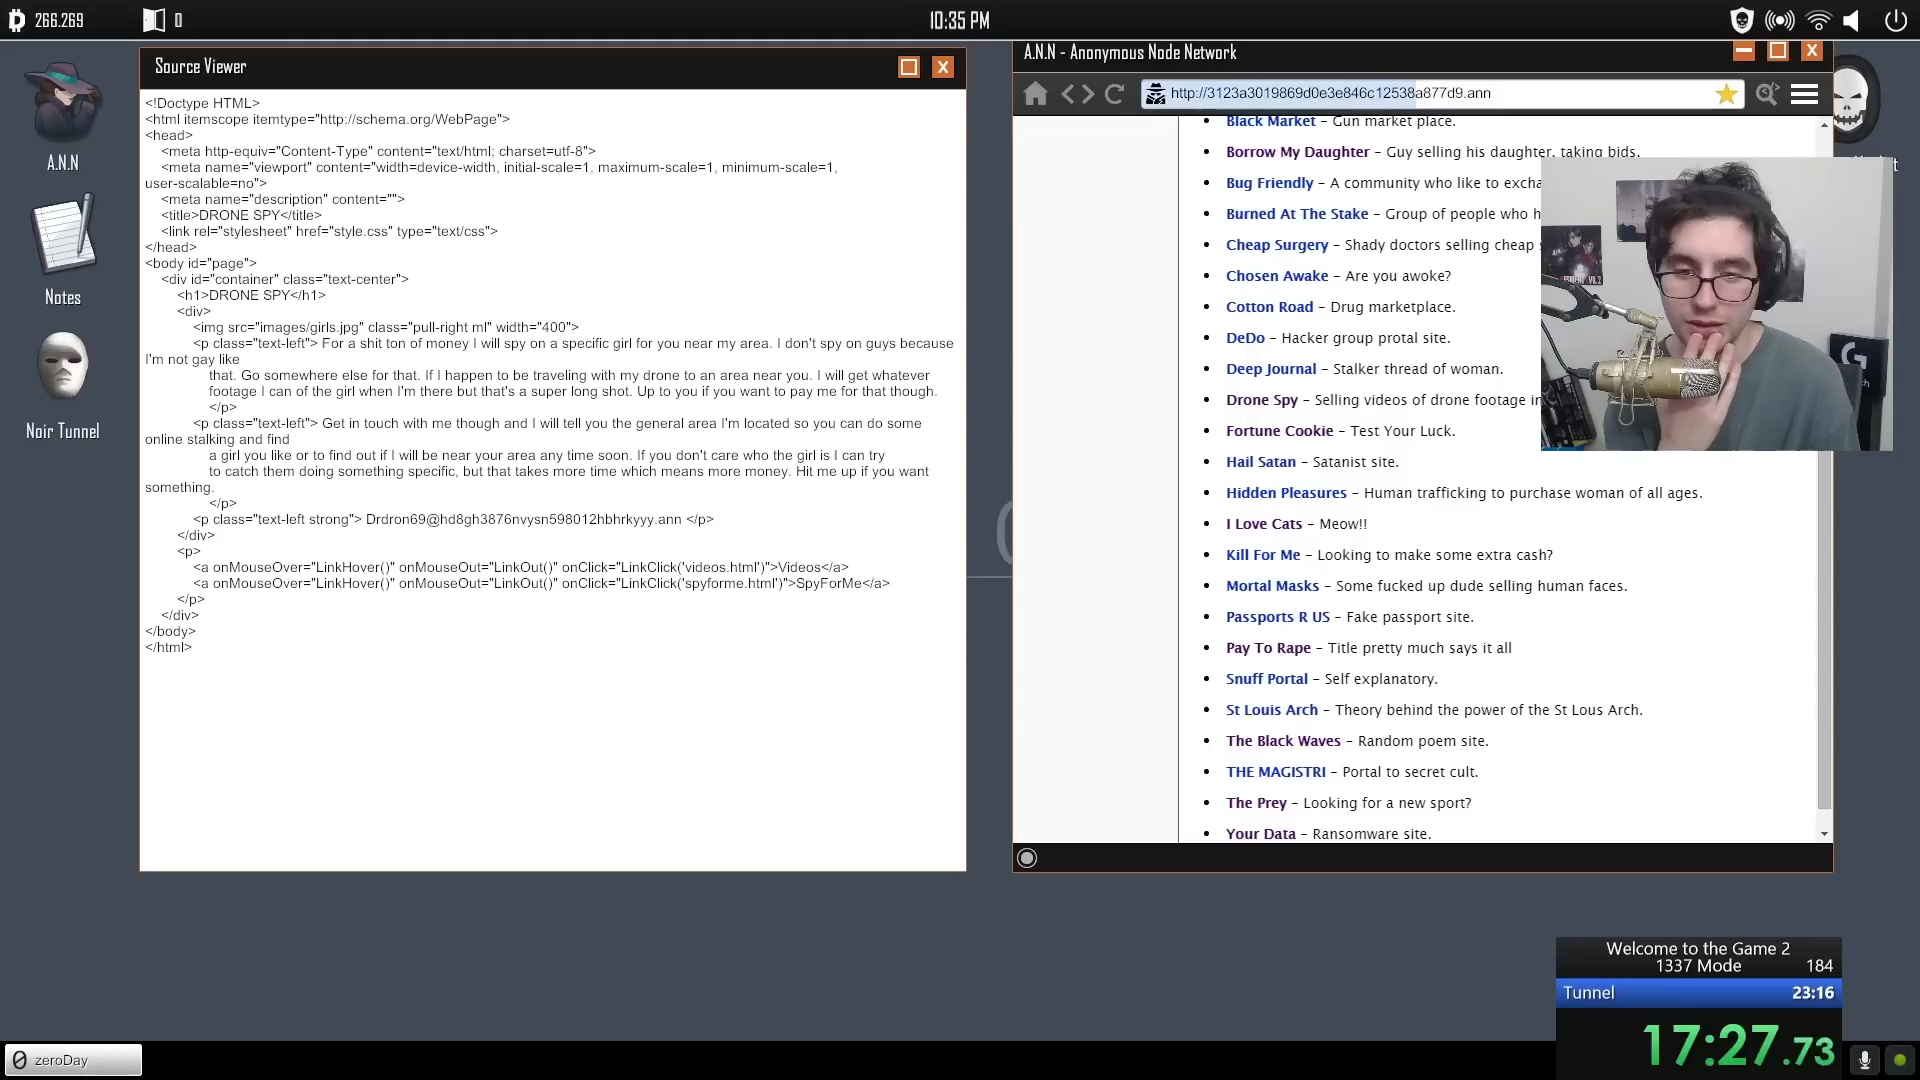 266.269
0
10:35 PM
A.N.N
Notes
Noir Tunnel
Source Viewer
<!Doctype HTML>
<html itemscope itemtype="http://schema.org/WebPage">
<head>
<meta http-equiv="Content-Type" content="text/html; charset=utf-8">
<meta name="viewport" content="width=device-width, initial-scale=1, maximum-scale=1, minimum-scale=1,
user-scalable=no">
<meta name="description" content="">
<title>DRONE SPY</title>
<link rel="stylesheet" href="style.css" type="text/css">
</head>
<body id="page">
<div id="container" class="text-center">
<h1>DRONE SPY</h1>
<div>
<img src="images/girls.jpg" class="pull-right ml" width="400">
<p class="text-left"> For a shit ton of money I will spy on a specific girl for you near my area. I don't spy on guys because
I'm not gay like
that. Go somewhere else for that. If I happen to be traveling with my drone to an area near you. I will get whatever
footage I can of the girl when I'm there but that's a super long shot. Up to you if you want to pay me for that though.
</p>
<p class="text-left"> Get in touch with me though and I will tell you the general area I'm located so you can do some
online stalking and find
a girl you like or to find out if I will be near your area any time soon. If you don't care who the girl is I can try
to catch them doing something specific, but that takes more time which means more money. Hit me up if you want
something.
</p>
<p class="text-left strong"> Drdron69@hd8gh3876nvysn598012hbhrkyyy.ann </p>
</div>
<p>
<a onMouseOver="LinkHover()" onMouseOut="LinkOut()" onClick="LinkClick('videos.html')">Videos</a>
<a onMouseOver="LinkHover()" onMouseOut="LinkOut()" onClick="LinkClick('spyforme.html')">SpyForMe</a>
</p>
</div>
</body>
</html>
A.N.N - Anonymous Node Network
http://3123a3019869d0e3e846c12538a877d9.ann
Black Market – Gun market place.
Borrow My Daughter – Guy selling his daughter, taking bids.
Bug Friendly – A community who like to excha
Burned At The Stake – Group of people who h
Cheap Surgery – Shady doctors selling cheap
Chosen Awake – Are you awoke?
Cotton Road – Drug marketplace.
DeDo – Hacker group protal site.
Deep Journal – Stalker thread of woman.
Drone Spy – Selling videos of drone footage in
Fortune Cookie – Test Your Luck.
Hail Satan – Satanist site.
Hidden Pleasures – Human trafficking to purchase woman of all ages.
I Love Cats – Meow!!
Kill For Me – Looking to make some extra cash?
Mortal Masks – Some fucked up dude selling human faces.
Passports R US – Fake passport site.
Pay To Rape – Title pretty much says it all
Snuff Portal – Self explanatory.
St Louis Arch – Theory behind the power of the St Lous Arch.
The Black Waves – Random poem site.
THE MAGISTRI – Portal to secret cult.
The Prey – Looking for a new sport?
Your Data – Ransomware site.
Welcome to the Game 2
1337 Mode 184
Tunnel 23:16
17:27.73
zeroDay